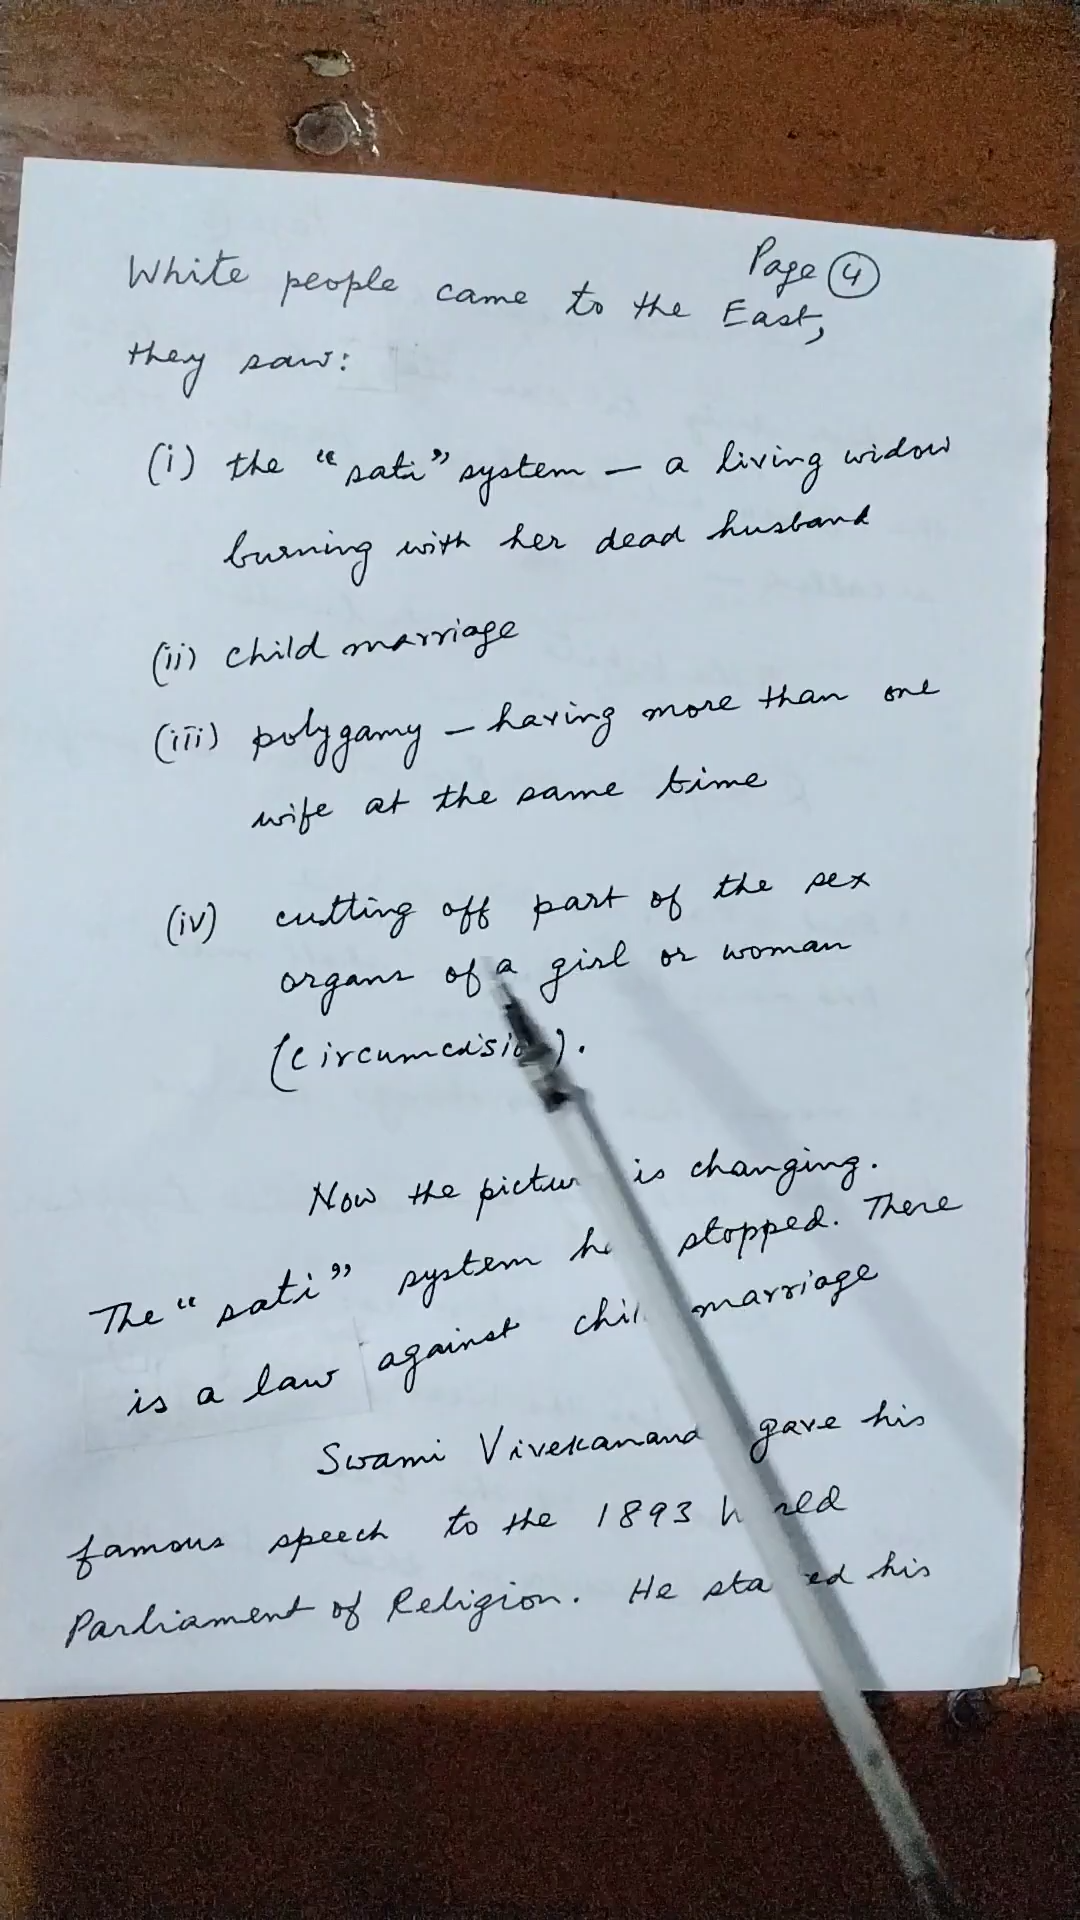 Page 4
White people came to the East,
they saw:
(i) the "sati" system – a living widow
burning with her dead husband
(ii) child marriage
(iii) polygamy – having more than one
wife at the same time
(iv) cutting off part of the sex
organs of a girl or woman
(
Now the is changing.
The "sati" system stopped. There
is a law against marriage
Swami gave his
famous speech to the 1893
Parliament of Religion. He his